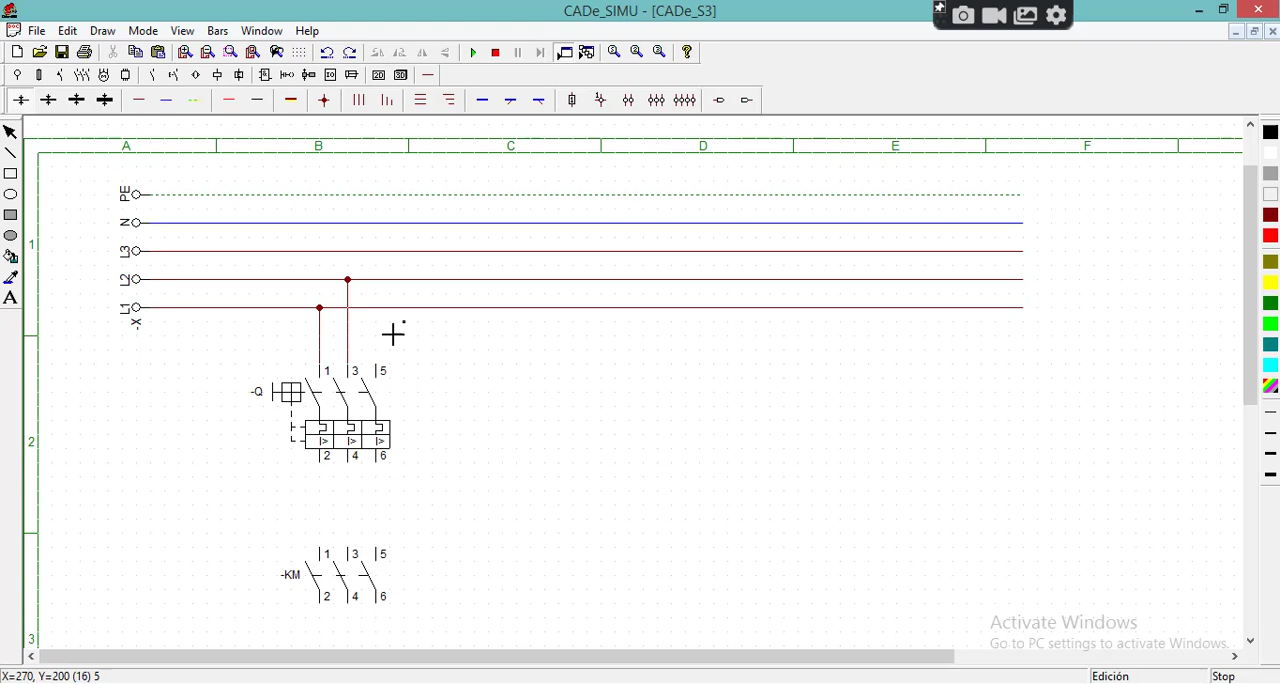 CADe_SIMU - [CADe_S3]
File Edit Draw Mode View Bars Window Help
A B C D E F
PE
N
L3
L2
L1
-X
1
2
3
1 3 5
-Q
I> I> I>
2 4 6
1 3 5
-KM
2 4 6
Activate Windows
Go to PC settings to activate Windows.
X=270, Y=200 (16) 5 Edición Stop